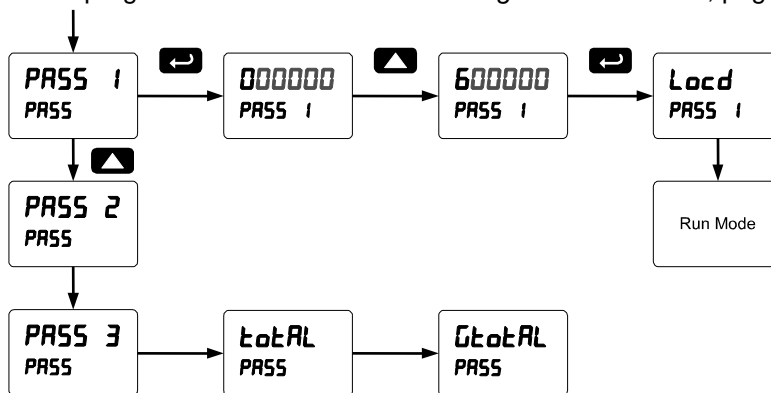 PASS 1
PASS
000000
PASS 1
600000
PASS 1
Locd
PASS 1
PASS 2
PASS
Run Mode
PASS 3
PASS
totAL
PASS
GtotAL
PASS